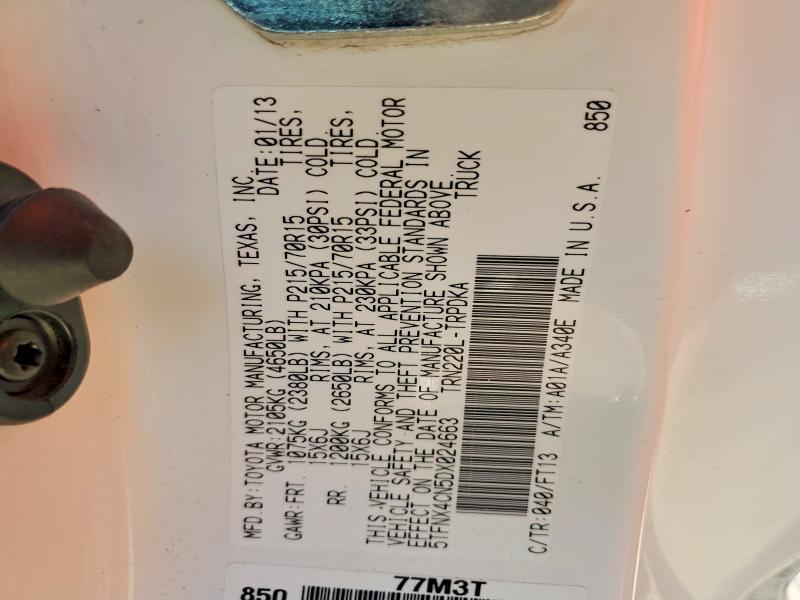 MFD.BY:TOYOTA MOTOR MANUFACTURING, TEXAS, INC.
GVWR:2105KG (4650LB) DATE:01/13
GAWR:FRT. 1075KG (2380LB) WITH P215/70R15 TIRES,
15X6J RIMS, AT 210KPA (30PSI) COLD.
RR. 1200KG (2650LB) WITH P215/70R15 TIRES,
15X6J RIMS, AT 230KPA (33PSI) COLD.
THIS VEHICLE CONFORMS TO ALL APPLICABLE FEDERAL MOTOR
VEHICLE SAFETY AND THEFT PREVENTION STANDARDS IN
EFFECT ON THE DATE OF MANUFACTURE SHOWN ABOVE.
5TFNX4CN5DX024663 TRN220L-TRPDKA TRUCK
C/TR:040/FT13 A/TM:A01A/A340E MADE IN U.S.A. 850
77M3T
850